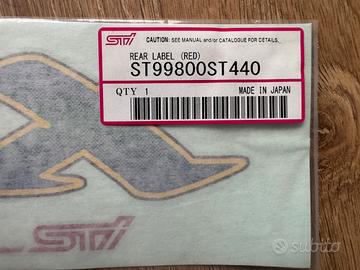 STI CAUTION: SEE MANUAL and/or CATALOGUE FOR DETAILS.
REAR LABEL (RED)
ST99800ST440
QTY 1 MADE IN JAPAN
STI
subito